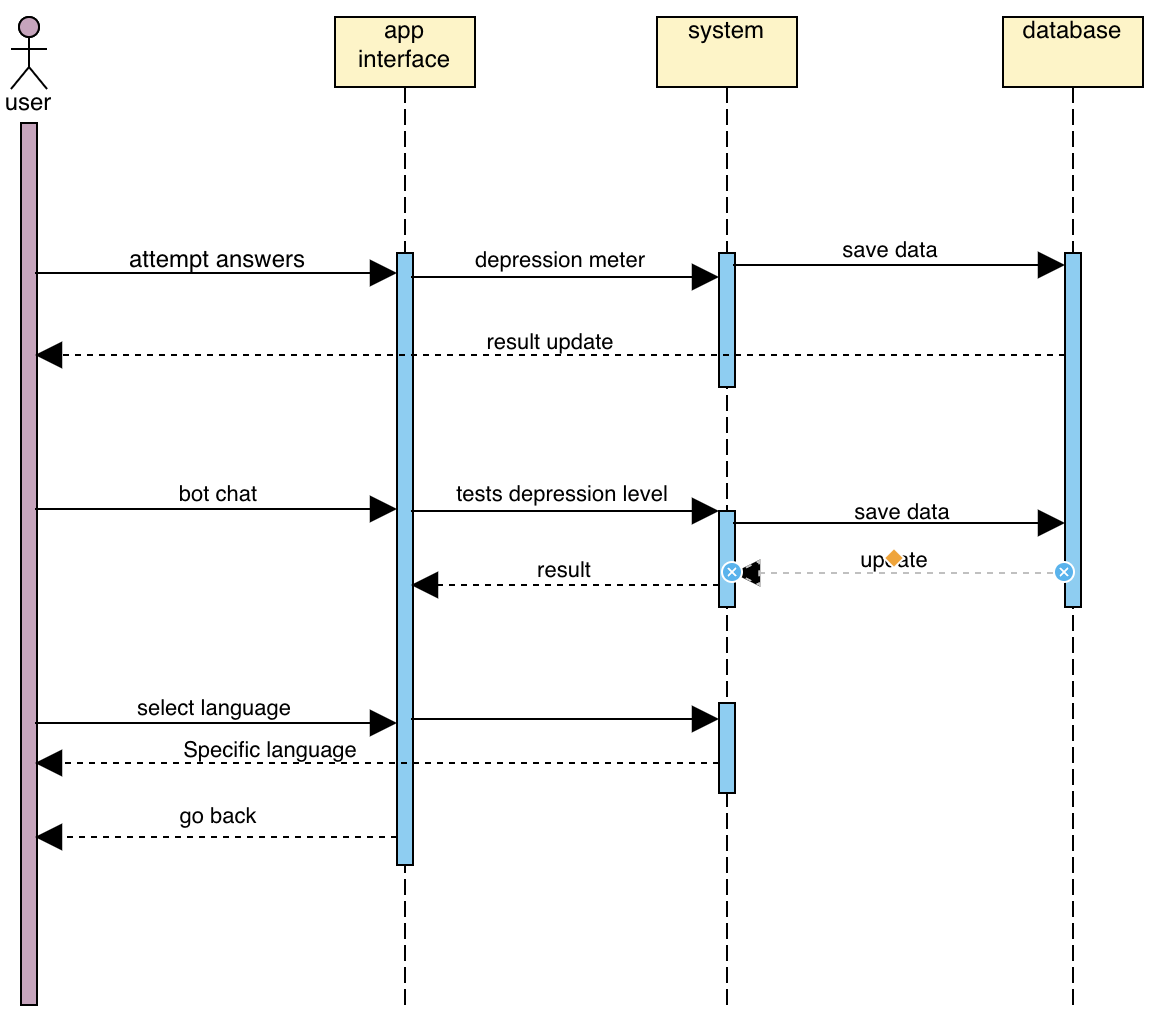 user
app
interface
system
database
attempt answers
depression meter
save data
result update
bot chat
tests depression level
save data
update
result
select language
Specific language
go back